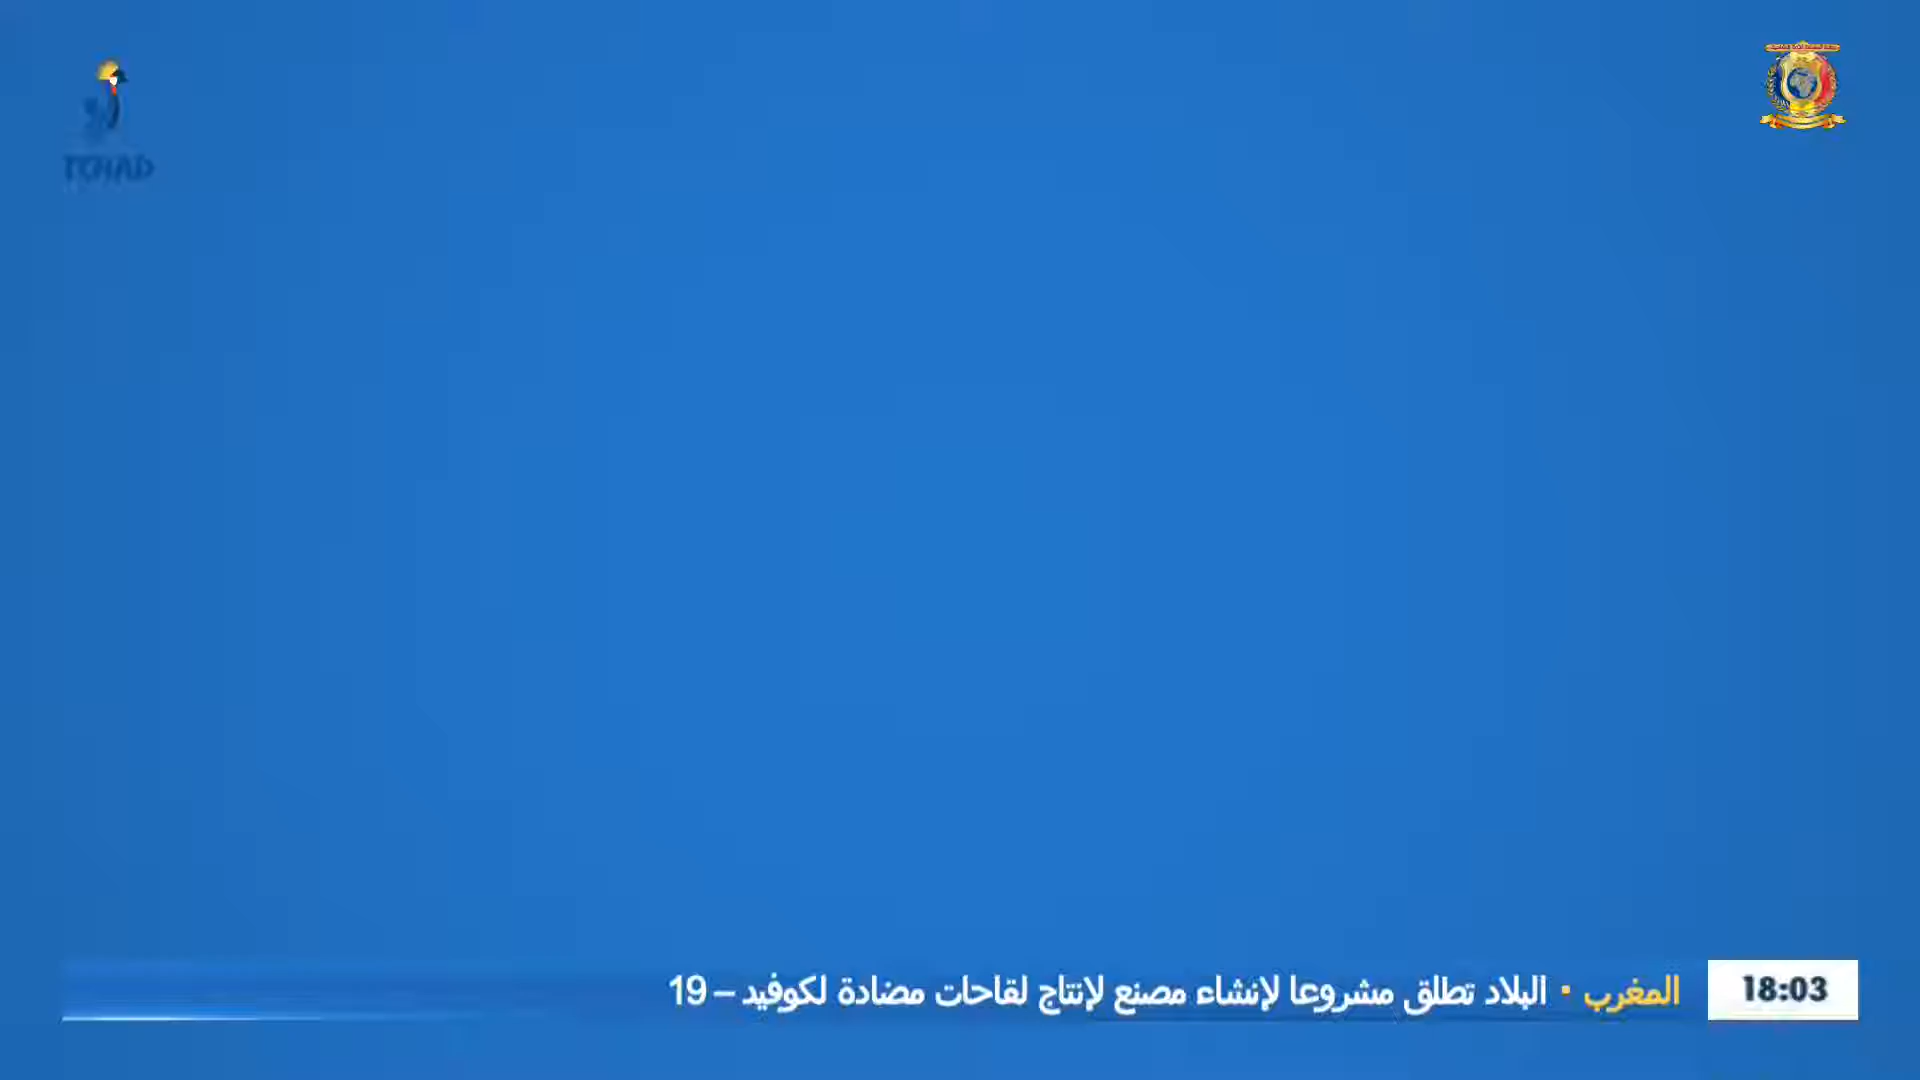 TCHAD
المغرب • البلاد تطلق مشروعا لإنشاء مصنع لإنتاج لقاحات مضادة لكوفيد – 19
18:03